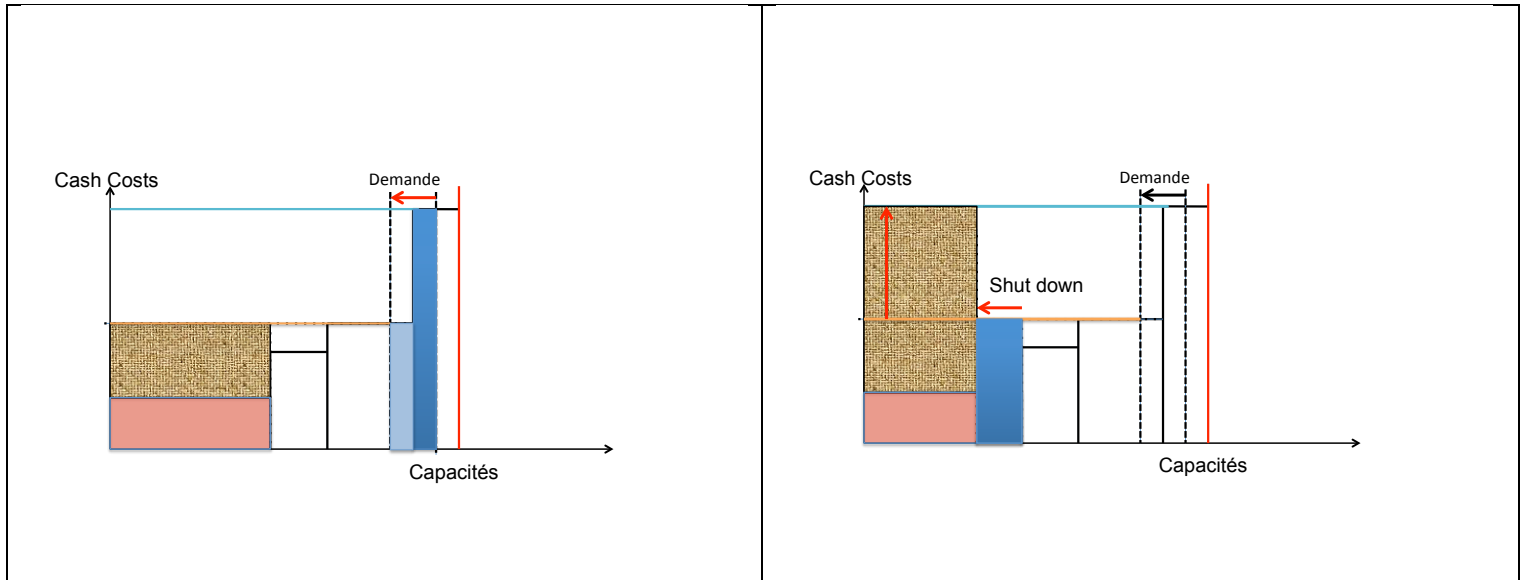 Cash Costs
Demande
Capacités
Cash Costs
Demande
Shut down
Capacités